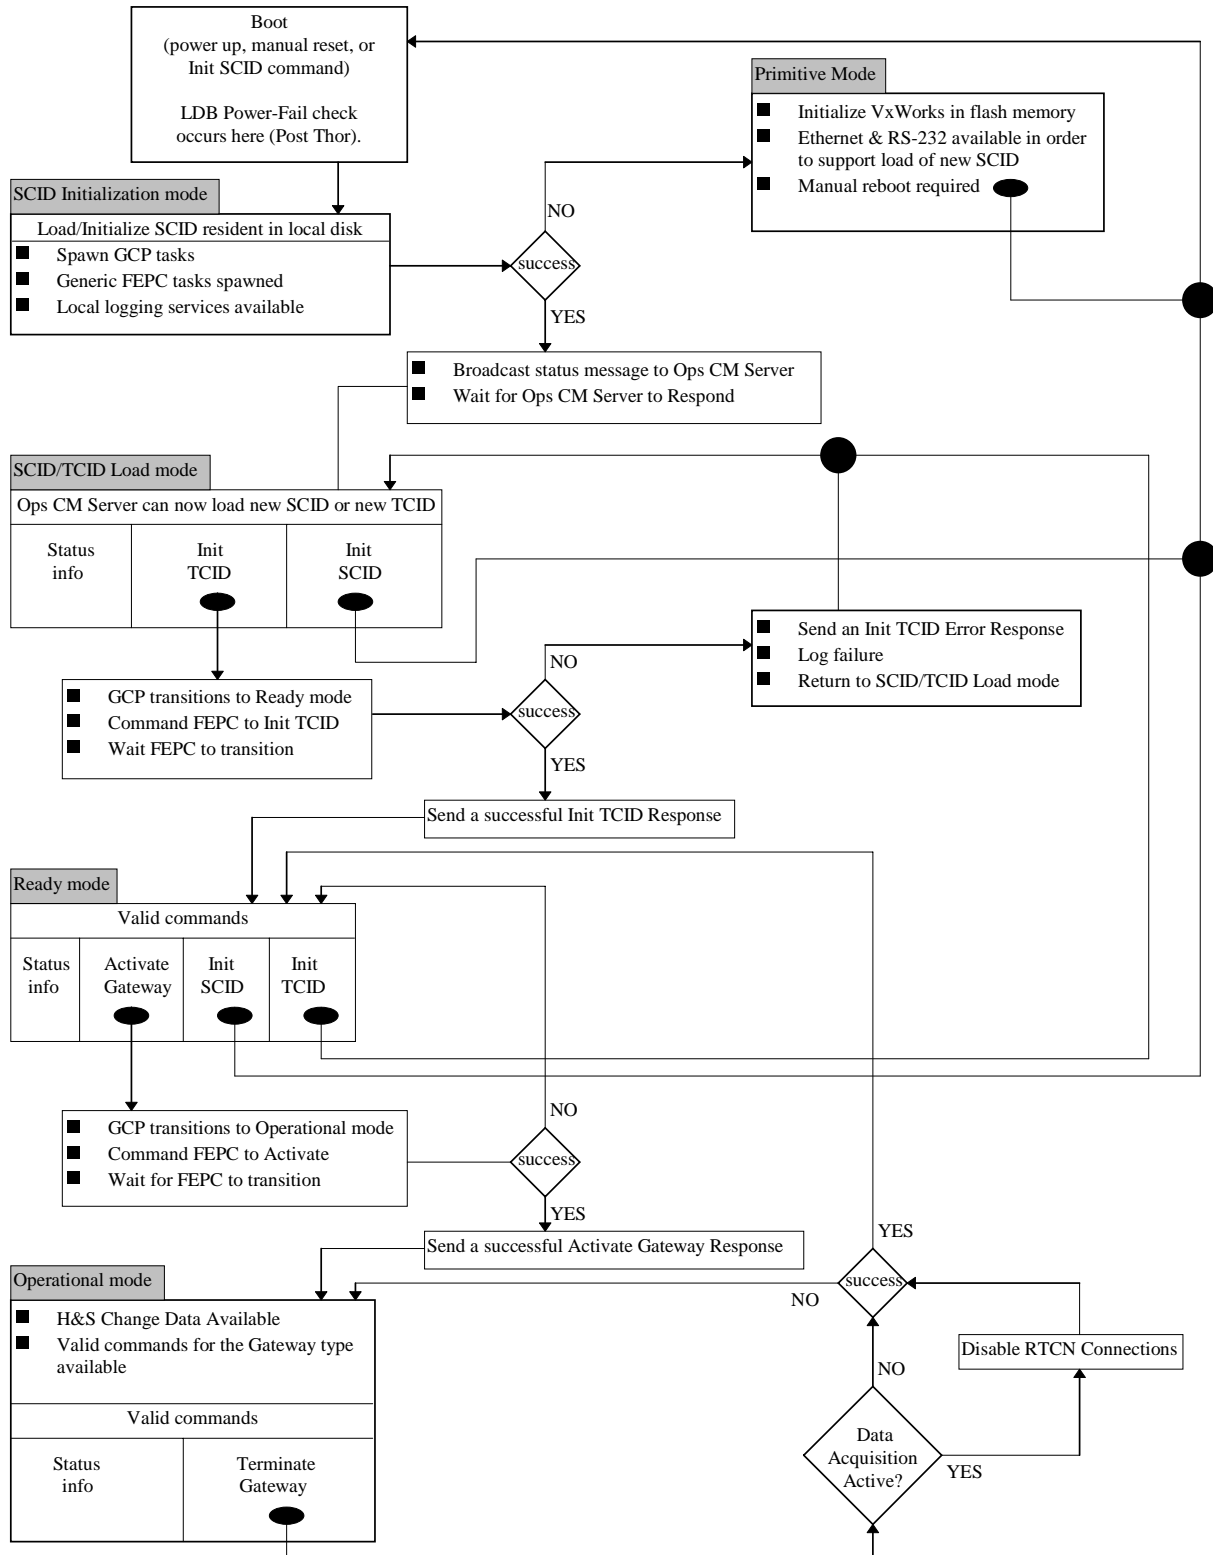 Boot
(power up, manual reset, or
Init SCID command)
LDB Power-Fail check
occurs here (Post Thor).
Primitive Mode
Initialize VxWorks in flash memory
Ethernet & RS-232 available in order
to support load of new SCID
Manual reboot required
SCID Initialization mode
Load/Initialize SCID resident in local disk
Spawn GCP tasks
Generic FEPC tasks spawned
Local logging services available
NO
success
YES
Broadcast status message to Ops CM Server
Wait for Ops CM Server to Respond
SCID/TCID Load mode
Ops CM Server can now load new SCID or new TCID
Status
info
Init
TCID
Init
SCID
Send an Init TCID Error Response
Log failure
Return to SCID/TCID Load mode
NO
GCP transitions to Ready mode
Command FEPC to Init TCID
Wait FEPC to transition
success
YES
Send a successful Init TCID Response
Ready mode
Valid commands
Status
info
Activate
Gateway
Init
SCID
Init
TCID
NO
GCP transitions to Operational mode
Command FEPC to Activate
Wait for FEPC to transition
success
YES
Send a successful Activate Gateway Response
YES
Operational mode
success
NO
H&S Change Data Available
Valid commands for the Gateway type
available
Disable RTCN Connections
NO
Valid commands
Status
info
Terminate
Gateway
Data
Acquisition
Active?
YES